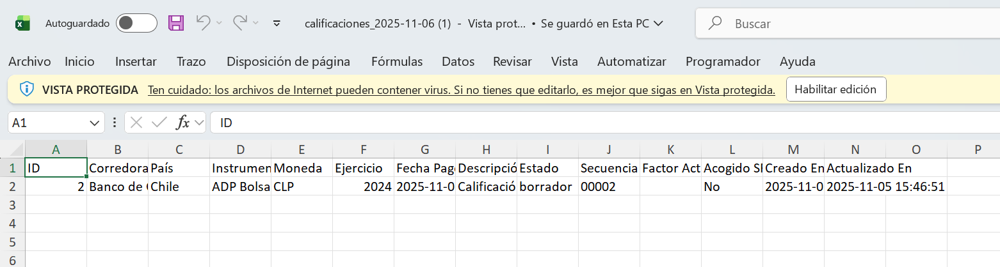 Autoguardado calificaciones_2025-11-06 (1) - Vista prot... • Se guardó en Esta PC Buscar
Archivo Inicio Insertar Trazo Disposición de página Fórmulas Datos Revisar Vista Automatizar Programador Ayuda
VISTA PROTEGIDA Ten cuidado: los archivos de Internet pueden contener virus. Si no tienes que editarlo, es mejor que sigas en Vista protegida. Habilitar edición
A1 fx ID
A B C D E F G H I J K L M N O P
1 ID Corredora País Instrumen Moneda Ejercicio Fecha Pag Descripció Estado Secuencia Factor Act Acogido SI Creado En Actualizado En
2 2 Banco de C Chile ADP Bolsa CLP 2024 2025-11-0 Calificació borrador 00002 No 2025-11-0 2025-11-05 15:46:51
3
4
5
6